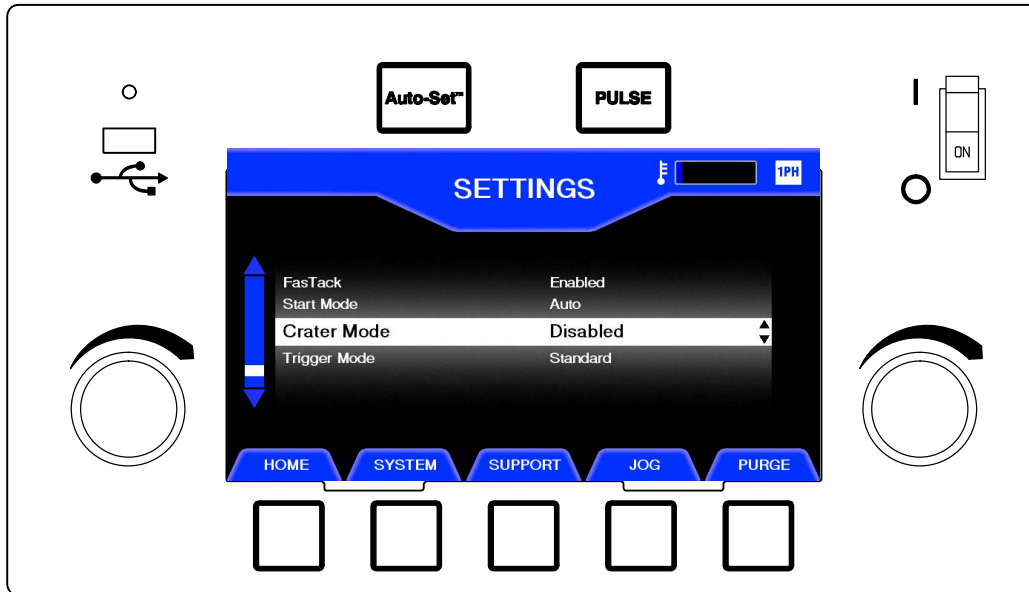 Auto-Set™ PULSE
I
ON
SETTINGS 1PH
FasTack Enabled
Start Mode Auto
Crater Mode Disabled
Trigger Mode Standard
HOME SYSTEM SUPPORT JOG PURGE